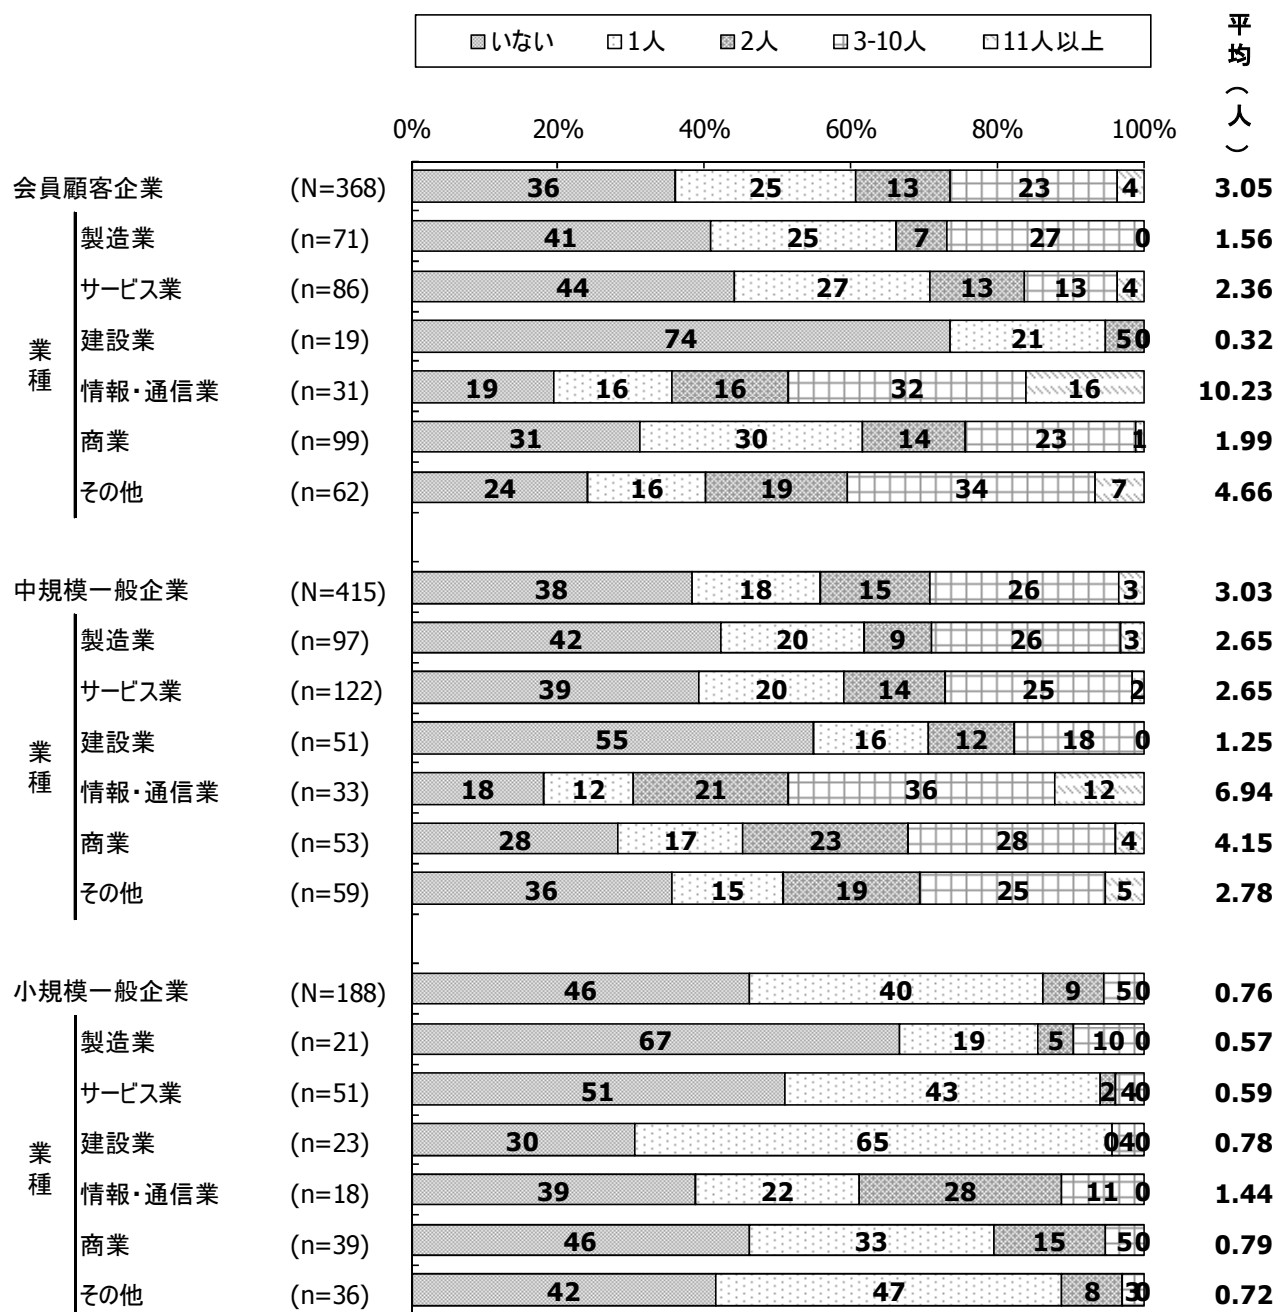 いない 1人 2人 3-10人 11人以上
平均（人）
0% 20% 40% 60% 80% 100%
会員顧客企業 (N=368) 36 25 13 23 4 3.05
業種
製造業 (n=71) 41 25 7 27 0 1.56
サービス業 (n=86) 44 27 13 13 4 2.36
建設業 (n=19) 74 21 5 0 0.32
情報・通信業 (n=31) 19 16 16 32 16 10.23
商業 (n=99) 31 30 14 23 1 1.99
その他 (n=62) 24 16 19 34 7 4.66
中規模一般企業 (N=415) 38 18 15 26 3 3.03
業種
製造業 (n=97) 42 20 9 26 3 2.65
サービス業 (n=122) 39 20 14 25 2 2.65
建設業 (n=51) 55 16 12 18 0 1.25
情報・通信業 (n=33) 18 12 21 36 12 6.94
商業 (n=53) 28 17 23 28 4 4.15
その他 (n=59) 36 15 19 25 5 2.78
小規模一般企業 (N=188) 46 40 9 5 0 0.76
業種
製造業 (n=21) 67 19 5 10 0 0.57
サービス業 (n=51) 51 43 2 4 0 0.59
建設業 (n=23) 30 65 0 4 0 0.78
情報・通信業 (n=18) 39 22 28 11 0 1.44
商業 (n=39) 46 33 15 5 0 0.79
その他 (n=36) 42 47 8 3 0 0.72